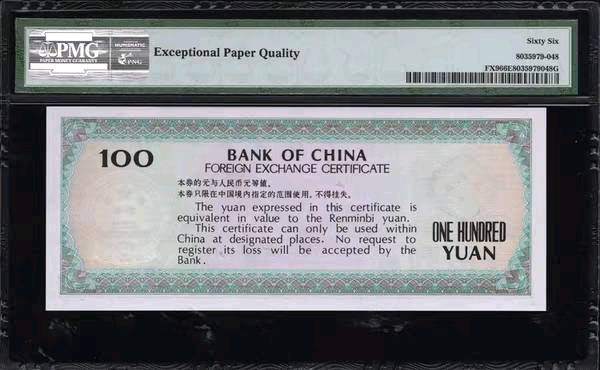 PMG
PAPER MONEY GUARANTY
NUMISMATIC
PNG
Exceptional Paper Quality
Sixty Six
8035979-048
FX966E8035979048G
100
BANK OF CHINA
FOREIGN EXCHANGE CERTIFICATE
本券的元与人民币元等值。
本券只限在中国境内指定的范围使用，不得挂失。
The yuan expressed in this certificate is
equivalent in value to the Renminbi yuan.
This certificate can only be used within
China at designated places. No request to
register its loss will be accepted by the
Bank.
ONE HUNDRED
YUAN